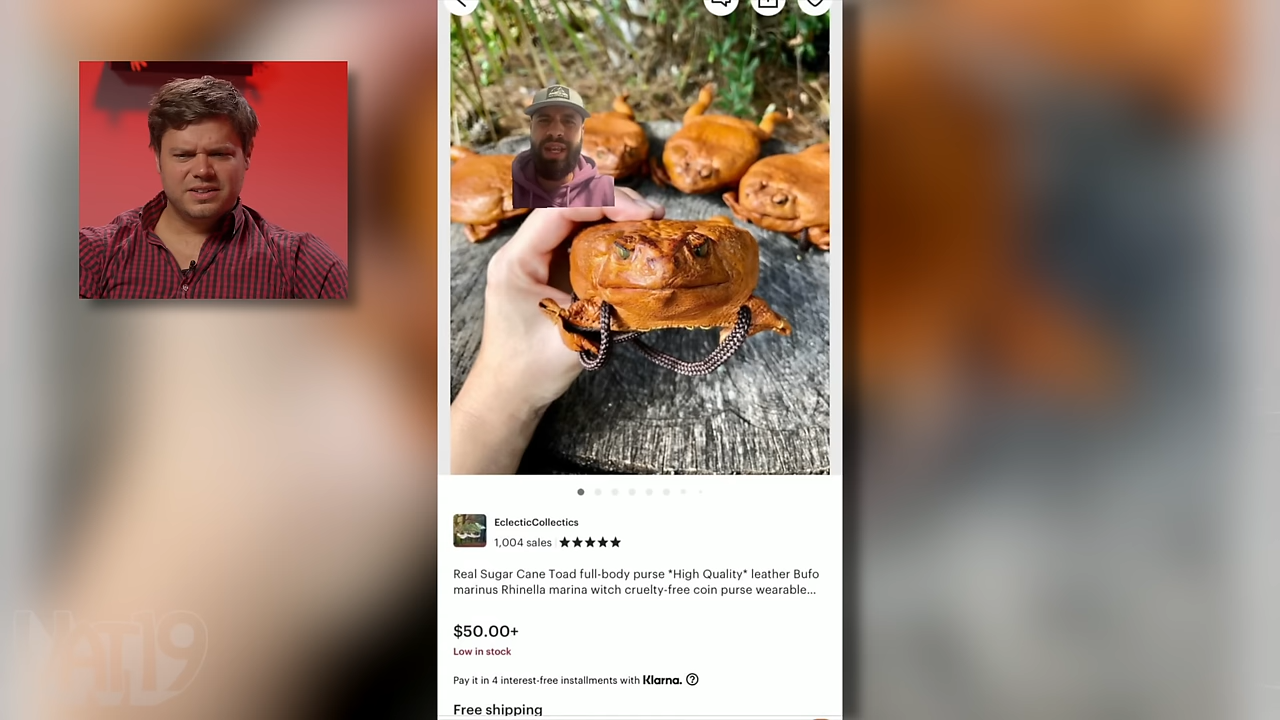 EclecticCollectics
1,004 sales ★★★★★
Real Sugar Cane Toad full-body purse *High Quality* leather Bufo
marinus Rhinella marina witch cruelty-free coin purse wearable...
$50.00+
Low in stock
Pay it in 4 interest-free installments with Klarna. ?
Free shipping
NAT19